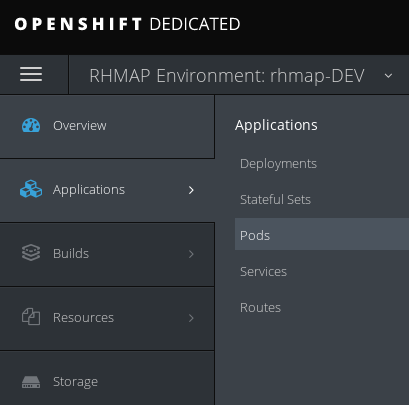 OPENSHIFT DEDICATED
RHMAP Environment: rhmap-DEV
Overview
Applications
Builds
Resources
Storage
Applications
Deployments
Stateful Sets
Pods
Services
Routes